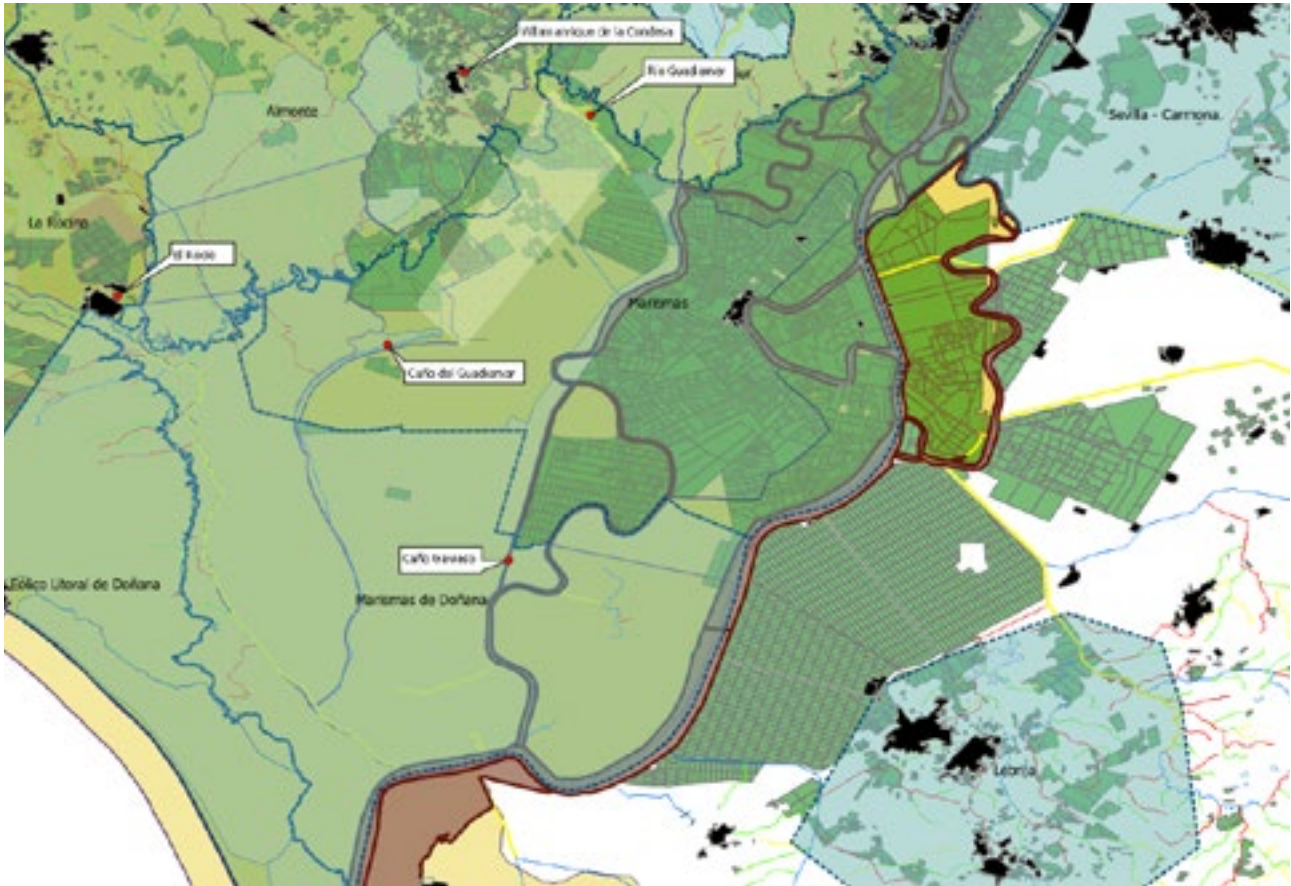 Villamanrique de la Condesa
Río Guadiamar
Almonte
Sevilla - Carmona
La Rocina
El Rocío
Marismas
Caño del Guadiamar
Caño travieso
Eólico Litoral de Doñana
Marismas de Doñana
Lebrija